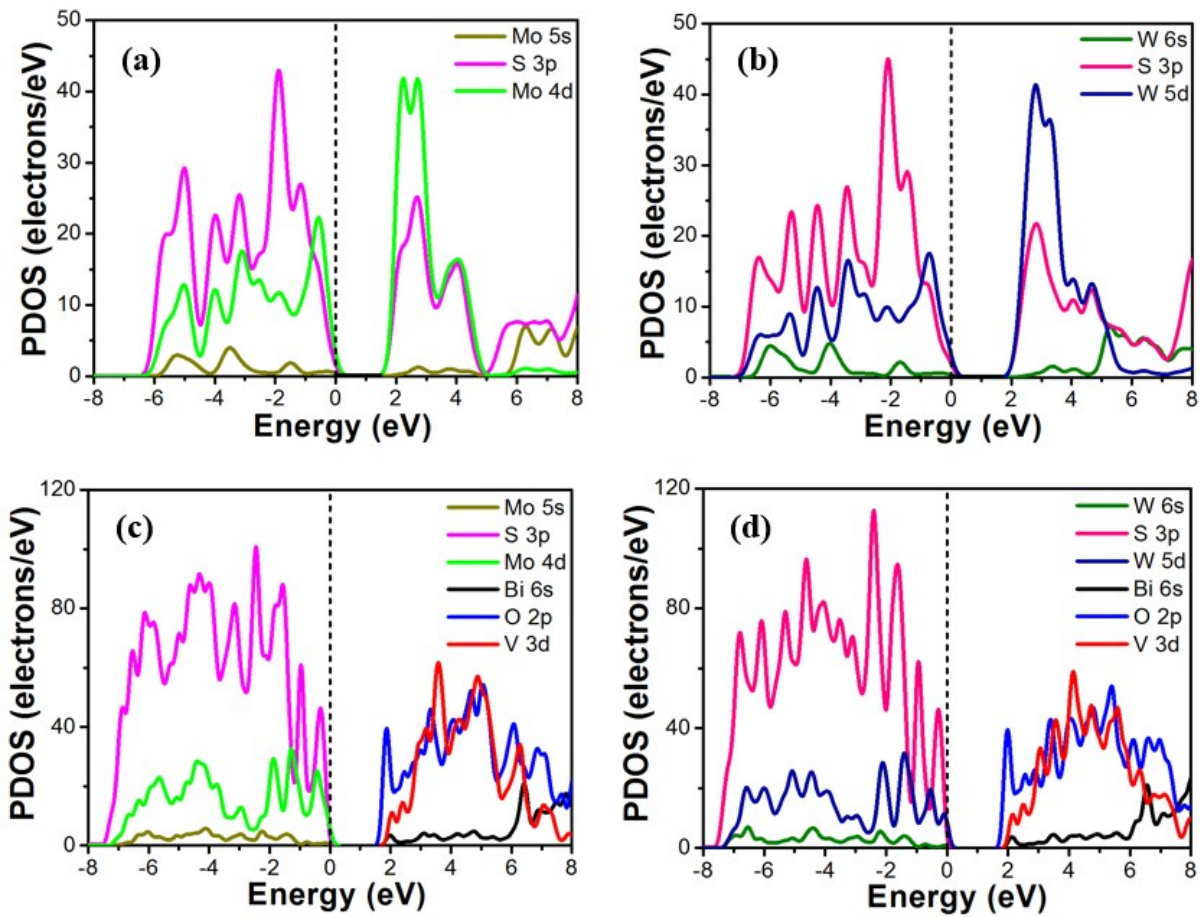 (a)
Mo 5s
S 3p
Mo 4d
PDOS (electrons/eV)
50
40
30
20
10
0
-8 -6 -4 -2 0 2 4 6 8
Energy (eV)
(b)
W 6s
S 3p
W 5d
PDOS (electrons/eV)
50
40
30
20
10
0
-8 -6 -4 -2 0 2 4 6 8
Energy (eV)
(c)
Mo 5s
S 3p
Mo 4d
Bi 6s
O 2p
V 3d
PDOS (electrons/eV)
120
80
40
0
-8 -6 -4 -2 0 2 4 6 8
Energy (eV)
(d)
W 6s
S 3p
W 5d
Bi 6s
O 2p
V 3d
PDOS (electrons/eV)
120
80
40
0
-8 -6 -4 -2 0 2 4 6 8
Energy (eV)